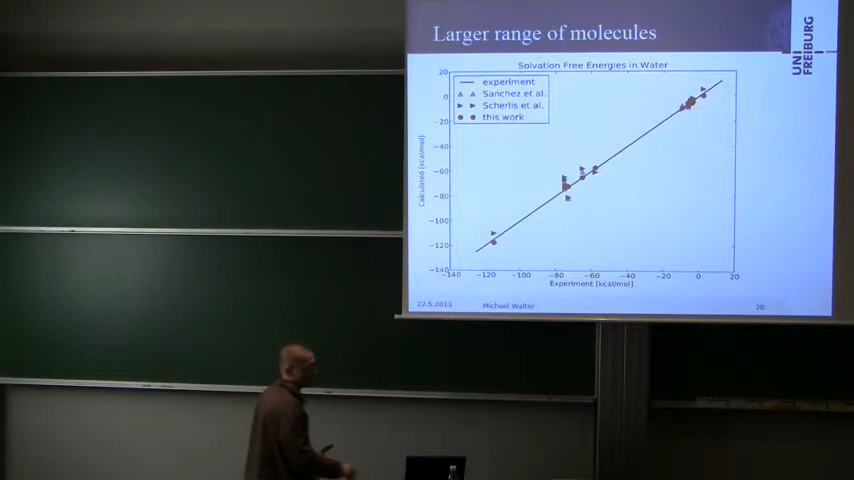 Larger range of molecules
UNI
FREIBURG
Solvation Free Energies in Water
experiment
Sanchez et al.
Scherlis et al.
this work
Calculated [kcal/mol]
20
0
−20
−40
−60
−80
−100
−120
−140
−140 −120 −100 −80 −60 −40 −20 0 20
Experiment [kcal/mol]
22.5.2013 Michael Walter 20